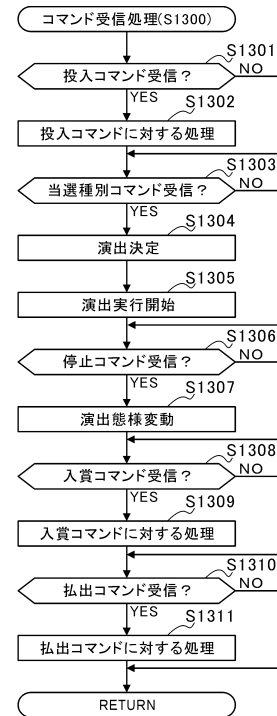 コマンド受信処理(S1300)
S1301
投入コマンド受信？
NO
YES
S1302
投入コマンドに対する処理
S1303
当選種別コマンド受信？
NO
YES
S1304
演出決定
S1305
演出実行開始
S1306
停止コマンド受信？
NO
YES
S1307
演出態様変動
S1308
入賞コマンド受信？
NO
YES
S1309
入賞コマンドに対する処理
S1310
払出コマンド受信？
NO
YES
S1311
払出コマンドに対する処理
RETURN